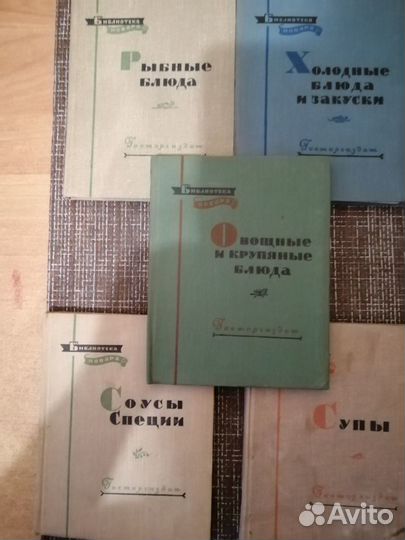 Библиотека
повара
Рыбные
блюда
Госторгиздат
Библиотека
повара
Холодные
блюда
и закуски
Госторгиздат
Библиотека
повара
Овощные
и крупяные
блюда
Госторгиздат
Библиотека
повара
Соусы
Специи
Госторгиздат
Супы
Госторгиздат
Avito